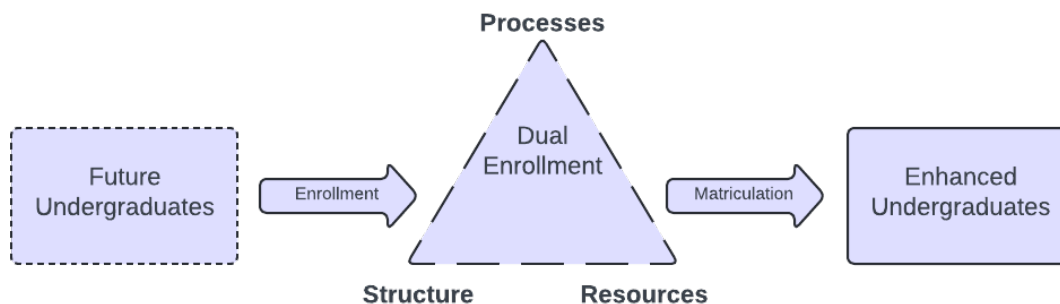 Processes
Dual
Enrollment
Future
Undergraduates
Enrollment
Matriculation
Enhanced
Undergraduates
Structure
Resources